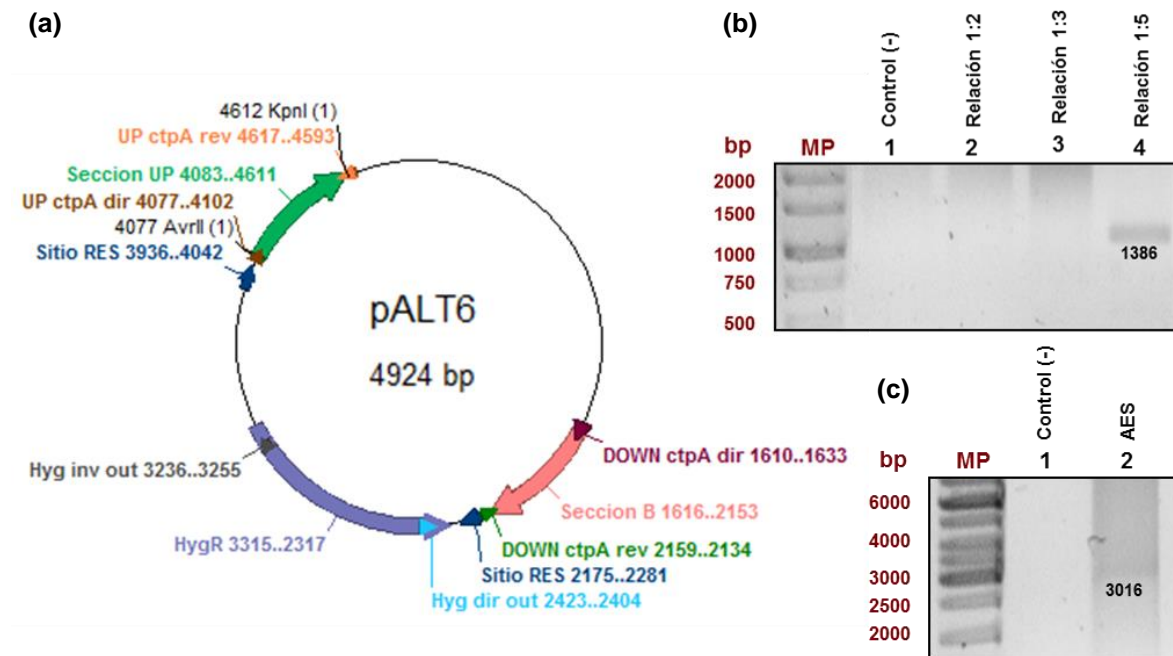 (a)
4612 KpnI (1)
UP ctpA rev 4617..4593
Seccion UP 4083..4611
UP ctpA dir 4077..4102
4077 AvrII (1)
Sitio RES 3936..4042
pALT6
4924 bp
Hyg inv out 3236..3255
HygR 3315..2317
DOWN ctpA dir 1610..1633
Seccion B 1616..2153
DOWN ctpA rev 2159..2134
Sitio RES 2175..2281
Hyg dir out 2423..2404
(b)
Control (-)
Relación 1:2
Relación 1:3
Relación 1:5
bp MP 1 2 3 4
2000
1500
1000
750
500
1386
(c)
Control (-)
AES
bp MP 1 2
6000
4000
3000
2500
2000
3016